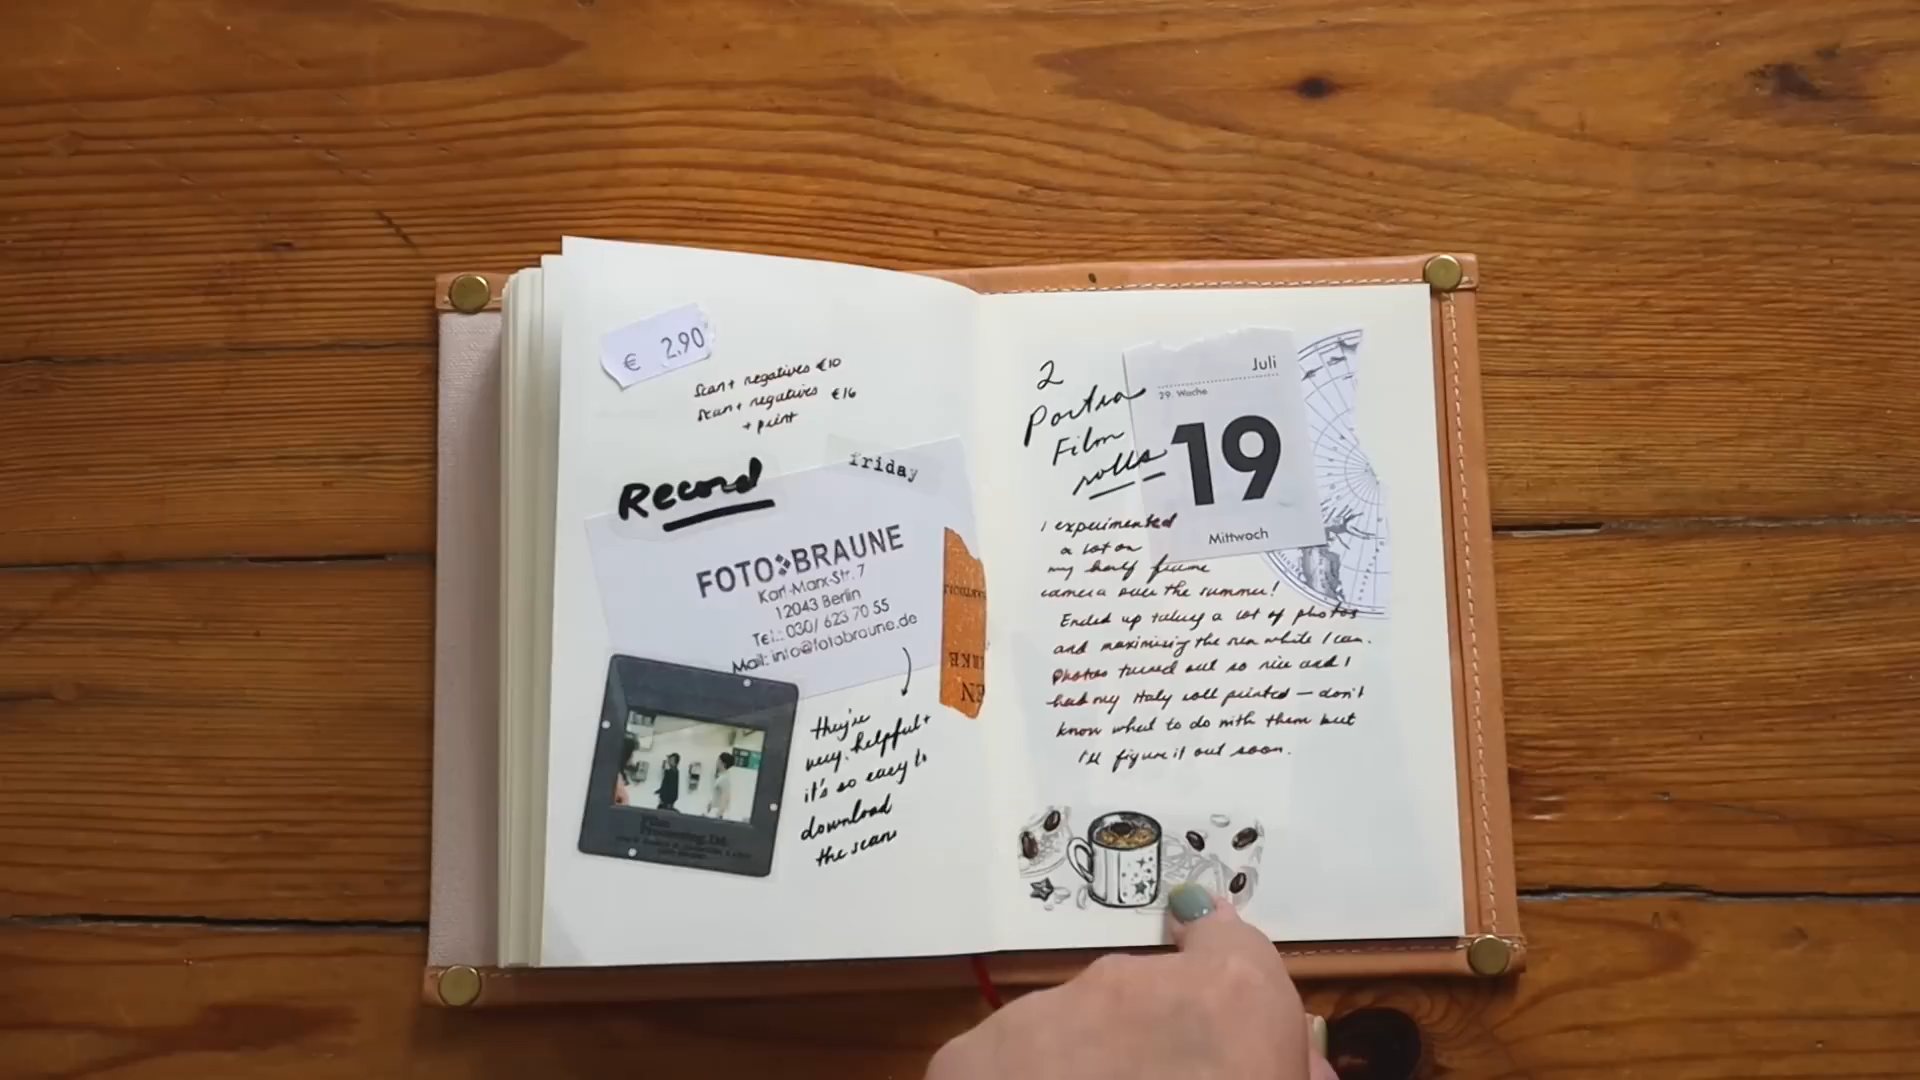 € 2.90
Scan + negatives €10
Scan + negatives €16
+ print
friday
Record
FOTO BRAUNE
Karl-Marx-Str. 7
12043 Berlin
Tel.: 030/ 623 70 55
Mail: info@fotobraune.de
they're
very helpful +
it's so easy to
download
the scans
2
Portra
Film
rolls
Juli
29. Woche
19
Mittwoch
I experimented
a lot on
my half frame
camera over the summer!
Ended up taking a lot of photos
and maximising the sun while I can.
Photos turned out so nice and I
had my Italy roll printed – don't
know what to do with them but
I'll figure it out soon.